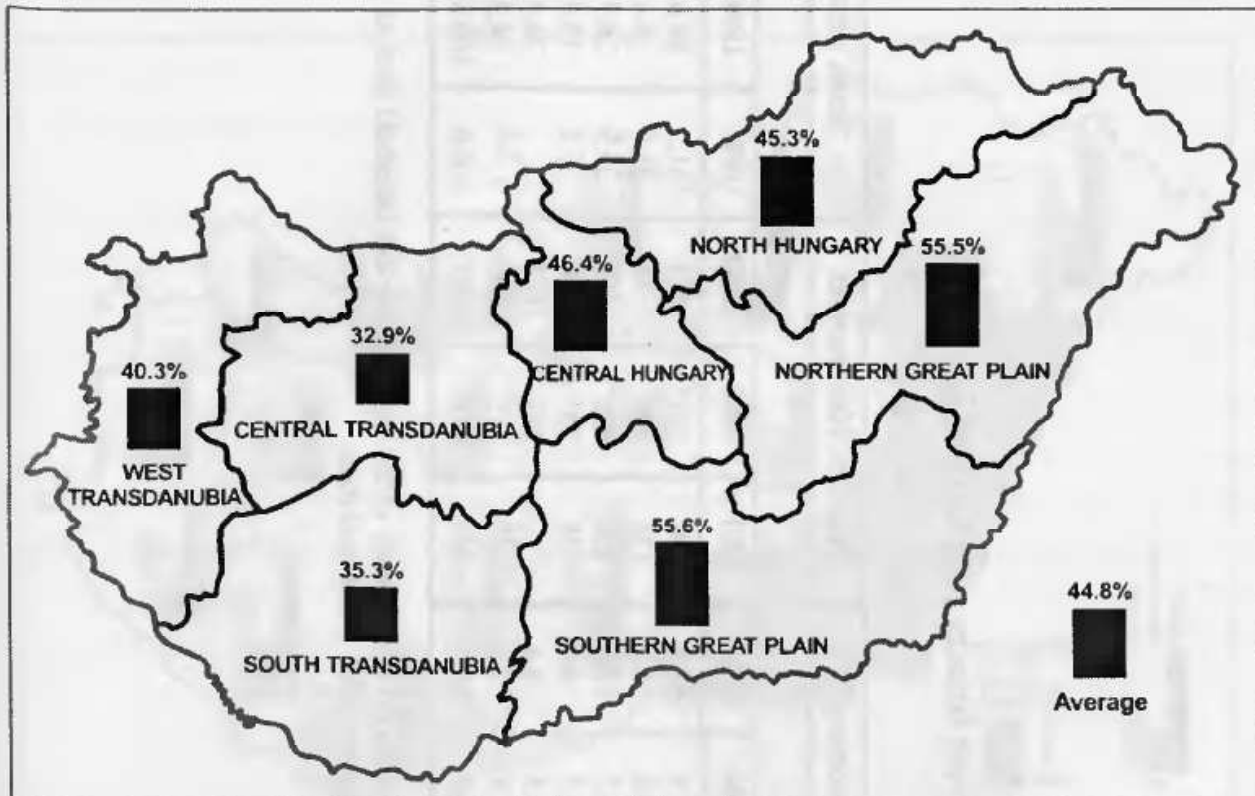 45.3%
NORTH HUNGARY
55.5%
NORTHERN GREAT PLAIN
46.4%
CENTRAL HUNGARY
32.9%
CENTRAL TRANSDANUBIA
40.3%
WEST
TRANSDANUBIA
35.3%
SOUTH TRANSDANUBIA
55.6%
SOUTHERN GREAT PLAIN
44.8%
Average